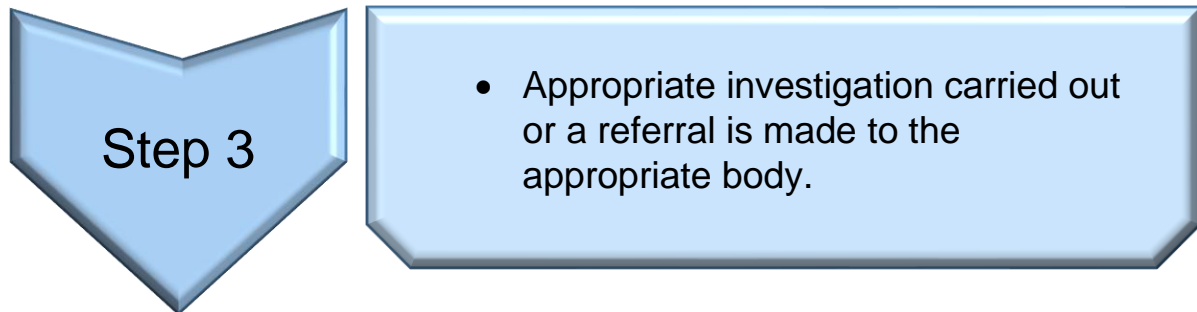 Step 3
• Appropriate investigation carried out
or a referral is made to the
appropriate body.